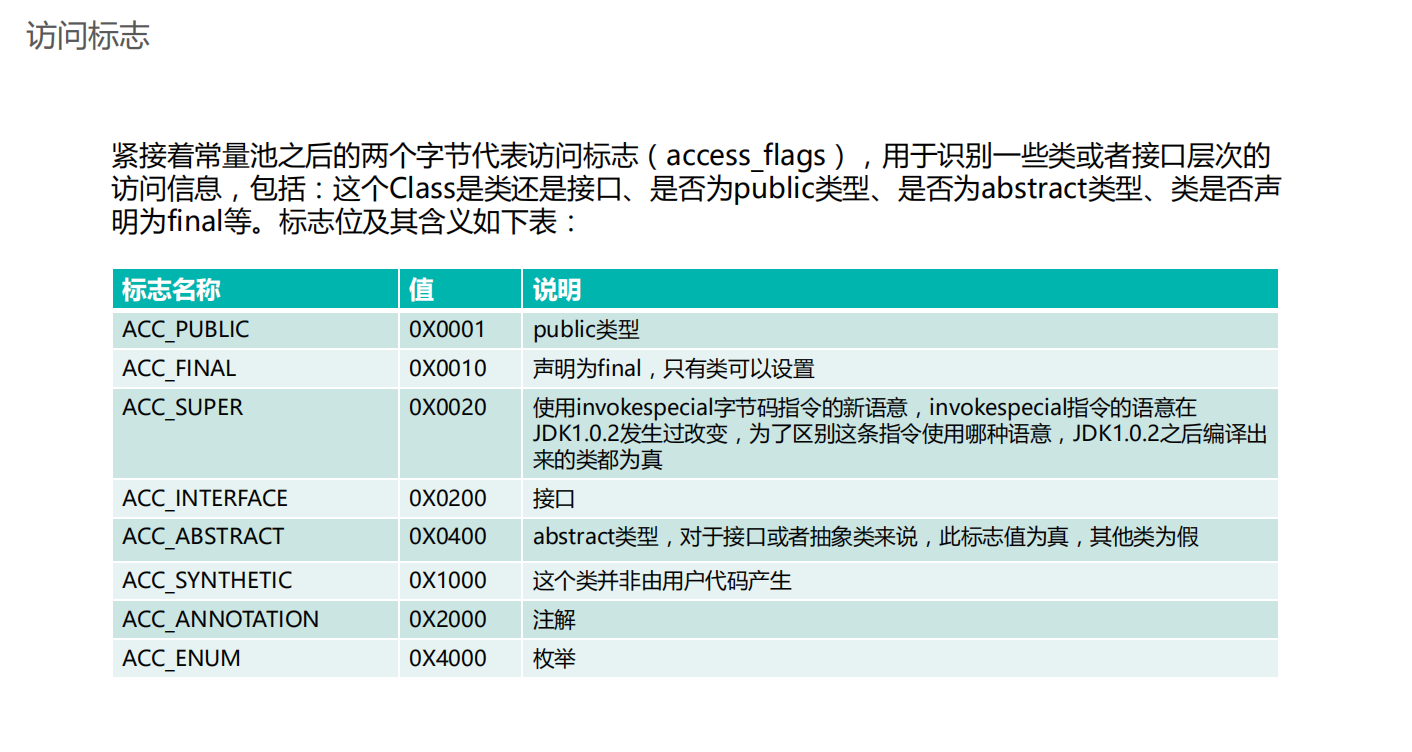 访问标志
紧接着常量池之后的两个字节代表访问标志（access_flags），用于识别一些类或者接口层次的
访问信息，包括：这个Class是类还是接口、是否为public类型、是否为abstract类型、类是否声
明为final等。标志位及其含义如下表：
标志名称 值 说明
ACC_PUBLIC 0X0001 public类型
ACC_FINAL 0X0010 声明为final，只有类可以设置
ACC_SUPER 0X0020 使用invokespecial字节码指令的新语意，invokespecial指令的语意在
JDK1.0.2发生过改变，为了区别这条指令使用哪种语意，JDK1.0.2之后编译出
来的类都为真
ACC_INTERFACE 0X0200 接口
ACC_ABSTRACT 0X0400 abstract类型，对于接口或者抽象类来说，此标志值为真，其他类为假
ACC_SYNTHETIC 0X1000 这个类并非由用户代码产生
ACC_ANNOTATION 0X2000 注解
ACC_ENUM 0X4000 枚举